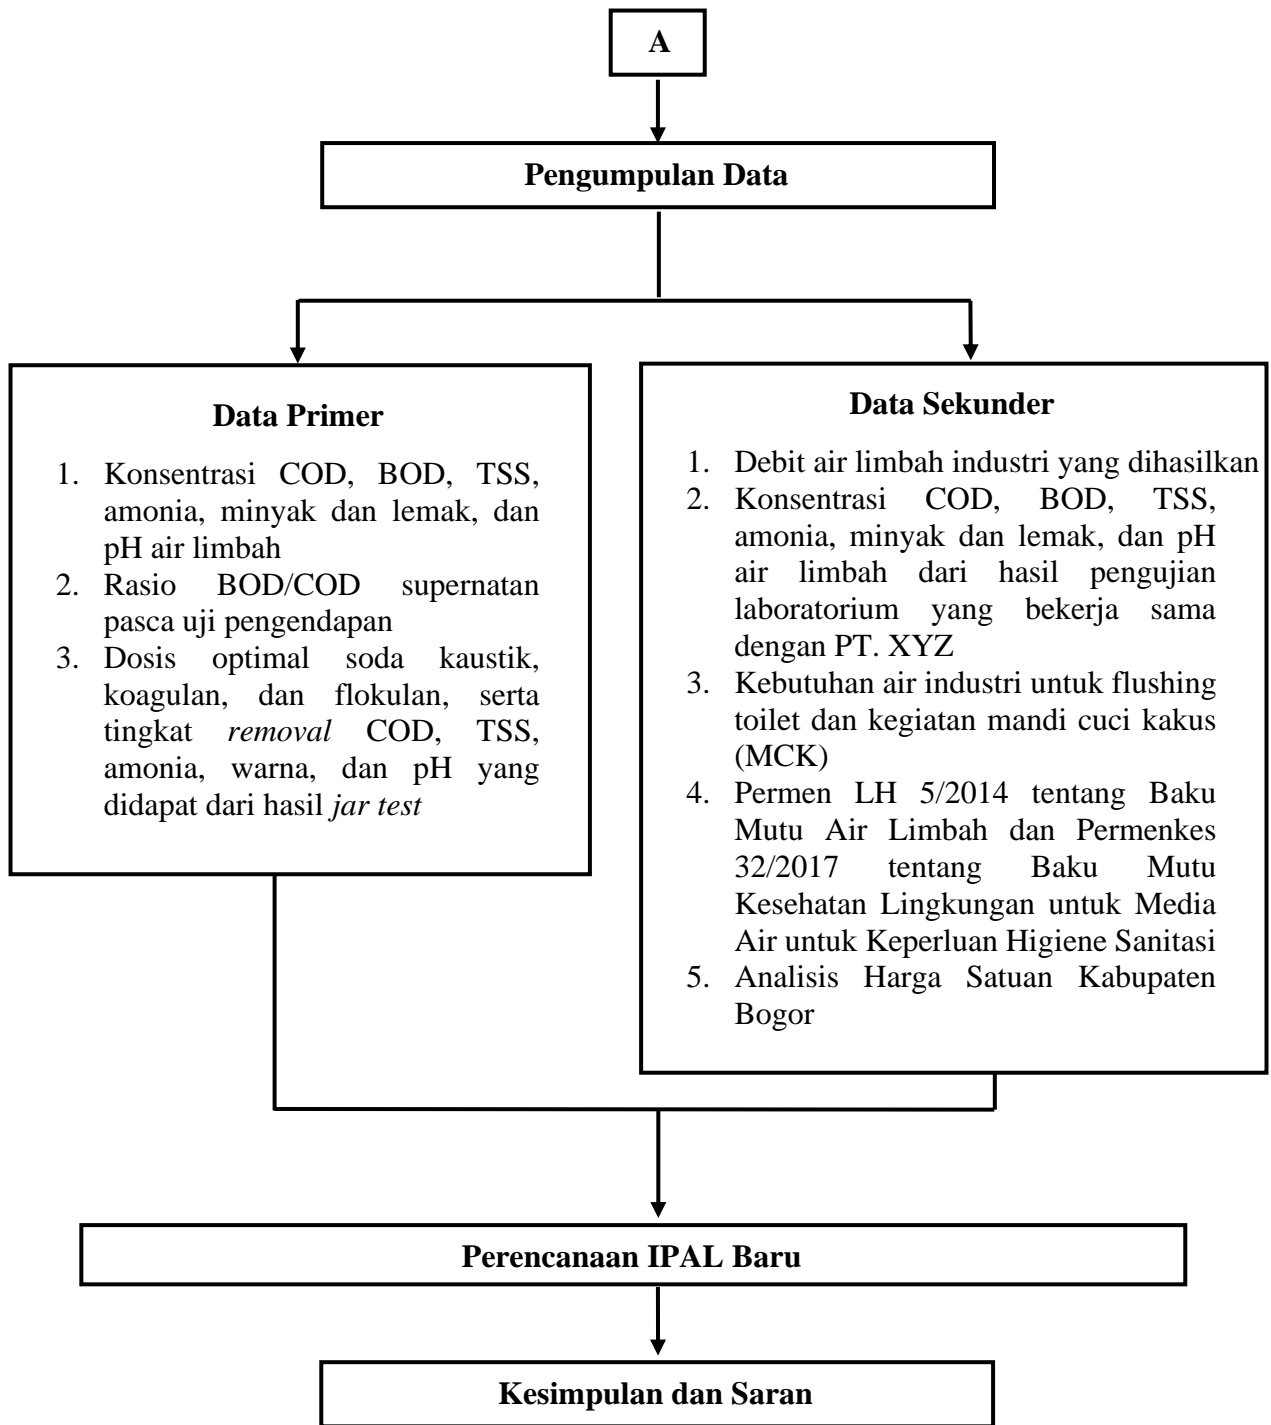 A
Pengumpulan Data
Data Primer
1. Konsentrasi COD, BOD, TSS,
amonia, minyak dan lemak, dan
pH air limbah
2. Rasio BOD/COD supernatan
pasca uji pengendapan
3. Dosis optimal soda kaustik,
koagulan, dan flokulan, serta
tingkat removal COD, TSS,
amonia, warna, dan pH yang
didapat dari hasil jar test
Data Sekunder
1. Debit air limbah industri yang dihasilkan
2. Konsentrasi COD, BOD, TSS,
amonia, minyak dan lemak, dan pH
air limbah dari hasil pengujian
laboratorium yang bekerja sama
dengan PT. XYZ
3. Kebutuhan air industri untuk flushing
toilet dan kegiatan mandi cuci kakus
(MCK)
4. Permen LH 5/2014 tentang Baku
Mutu Air Limbah dan Permenkes
32/2017 tentang Baku Mutu
Kesehatan Lingkungan untuk Media
Air untuk Keperluan Higiene Sanitasi
5. Analisis Harga Satuan Kabupaten
Bogor
Perencanaan IPAL Baru
Kesimpulan dan Saran